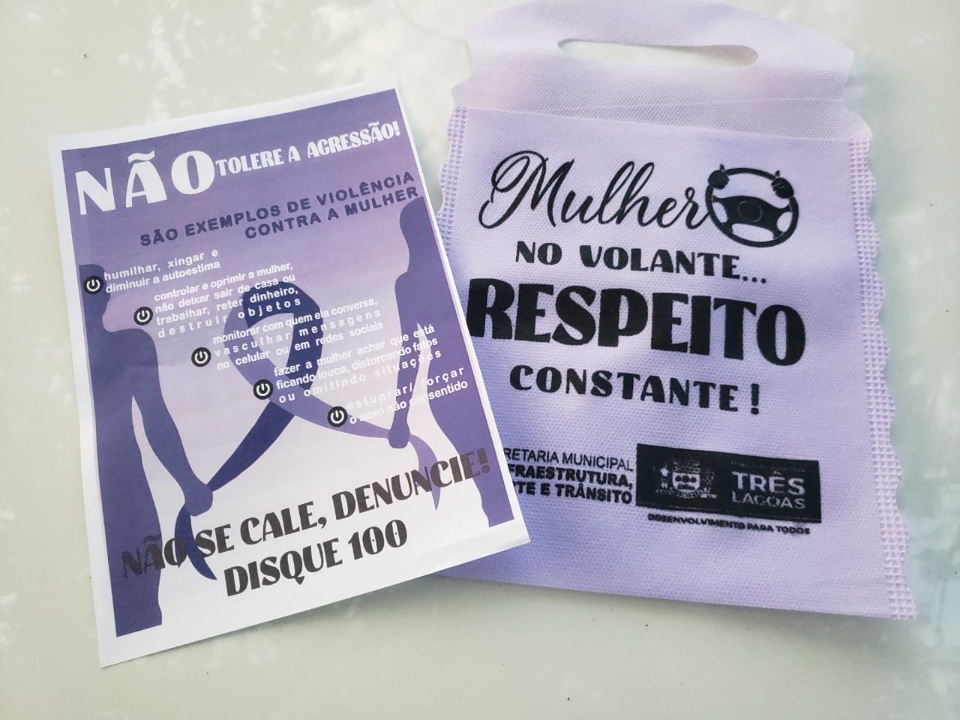 NÃO TOLERE A AGRESSÃO!
SÃO EXEMPLOS DE VIOLÊNCIA
CONTRA A MULHER
humilhar, xingar e
diminuir a autoestima
controlar e oprimir a mulher,
não deixar sair de casa ou
trabalhar, reter dinheiro,
destruir objetos
monitorar com quem ela conversa,
vasculhar mensagens
no celular ou em redes sociais
fazer a mulher achar que está
ficando louca, distorcendo fatos
ou omitindo situações
estuprar/ forçar
o sexo não consentido
NÃO SE CALE, DENUNCIE!
DISQUE 100
Mulher
NO VOLANTE...
RESPEITO
CONSTANTE!
RETARIA MUNICIPAL
FRAESTRUTURA,
TE E TRÂNSITO
TRÊS
LAGOAS
DESENVOLVIMENTO PARA TODOS